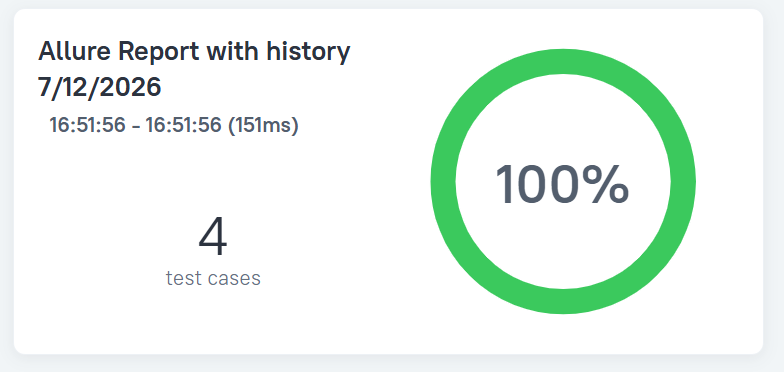 Allure Report with history
7/12/2026
16:51:56 - 16:51:56 (151ms)
4
test cases
100%